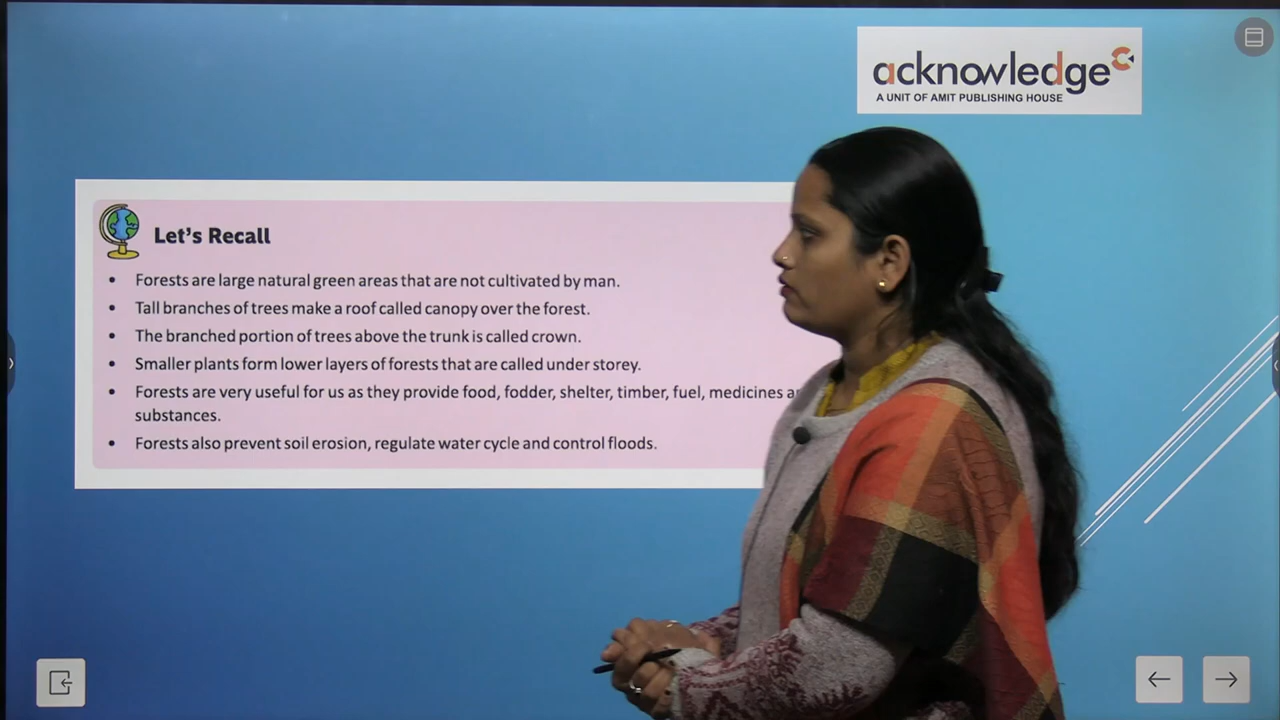 acknowledge
A UNIT OF AMIT PUBLISHING HOUSE
Let's Recall
• Forests are large natural green areas that are not cultivated by man.
• Tall branches of trees make a roof called canopy over the forest.
• The branched portion of trees above the trunk is called crown.
• Smaller plants form lower layers of forests that are called under storey.
• Forests are very useful for us as they provide food, fodder, shelter, timber, fuel, medicines
substances.
• Forests also prevent soil erosion, regulate water cycle and control floods.